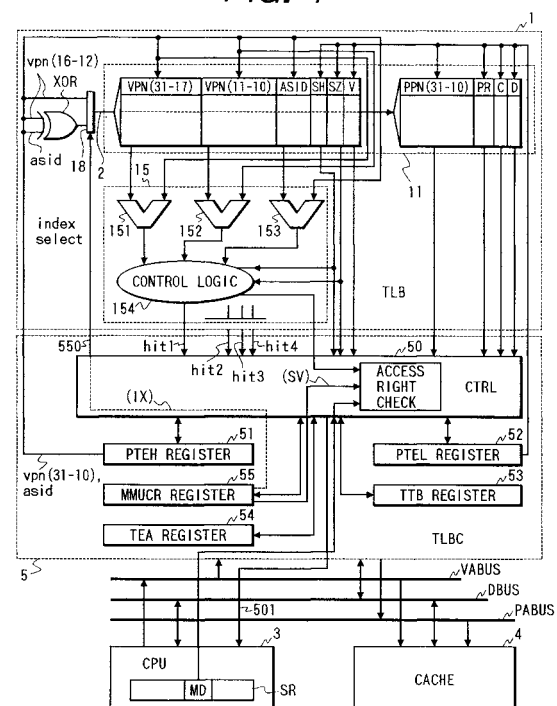 1
vpn(16-12)
XOR
VPN(31-17) VPN(11-10) ASID SH SZ V
PPN(31-10) PR C D
asid
18
2
11
15
151
152
153
index
select
CONTROL LOGIC
TLB
154
550
hit1
hit2
hit3
hit4
50
(SV)
ACCESS
RIGHT
CHECK
CTRL
(IX)
51
PTEH REGISTER
52
PTEL REGISTER
vpn(31-10),
asid
55
MMUCR REGISTER
53
TTB REGISTER
54
TEA REGISTER
TLBC
5
VABUS
DBUS
PABUS
501
3
4
CPU
CACHE
MD
SR